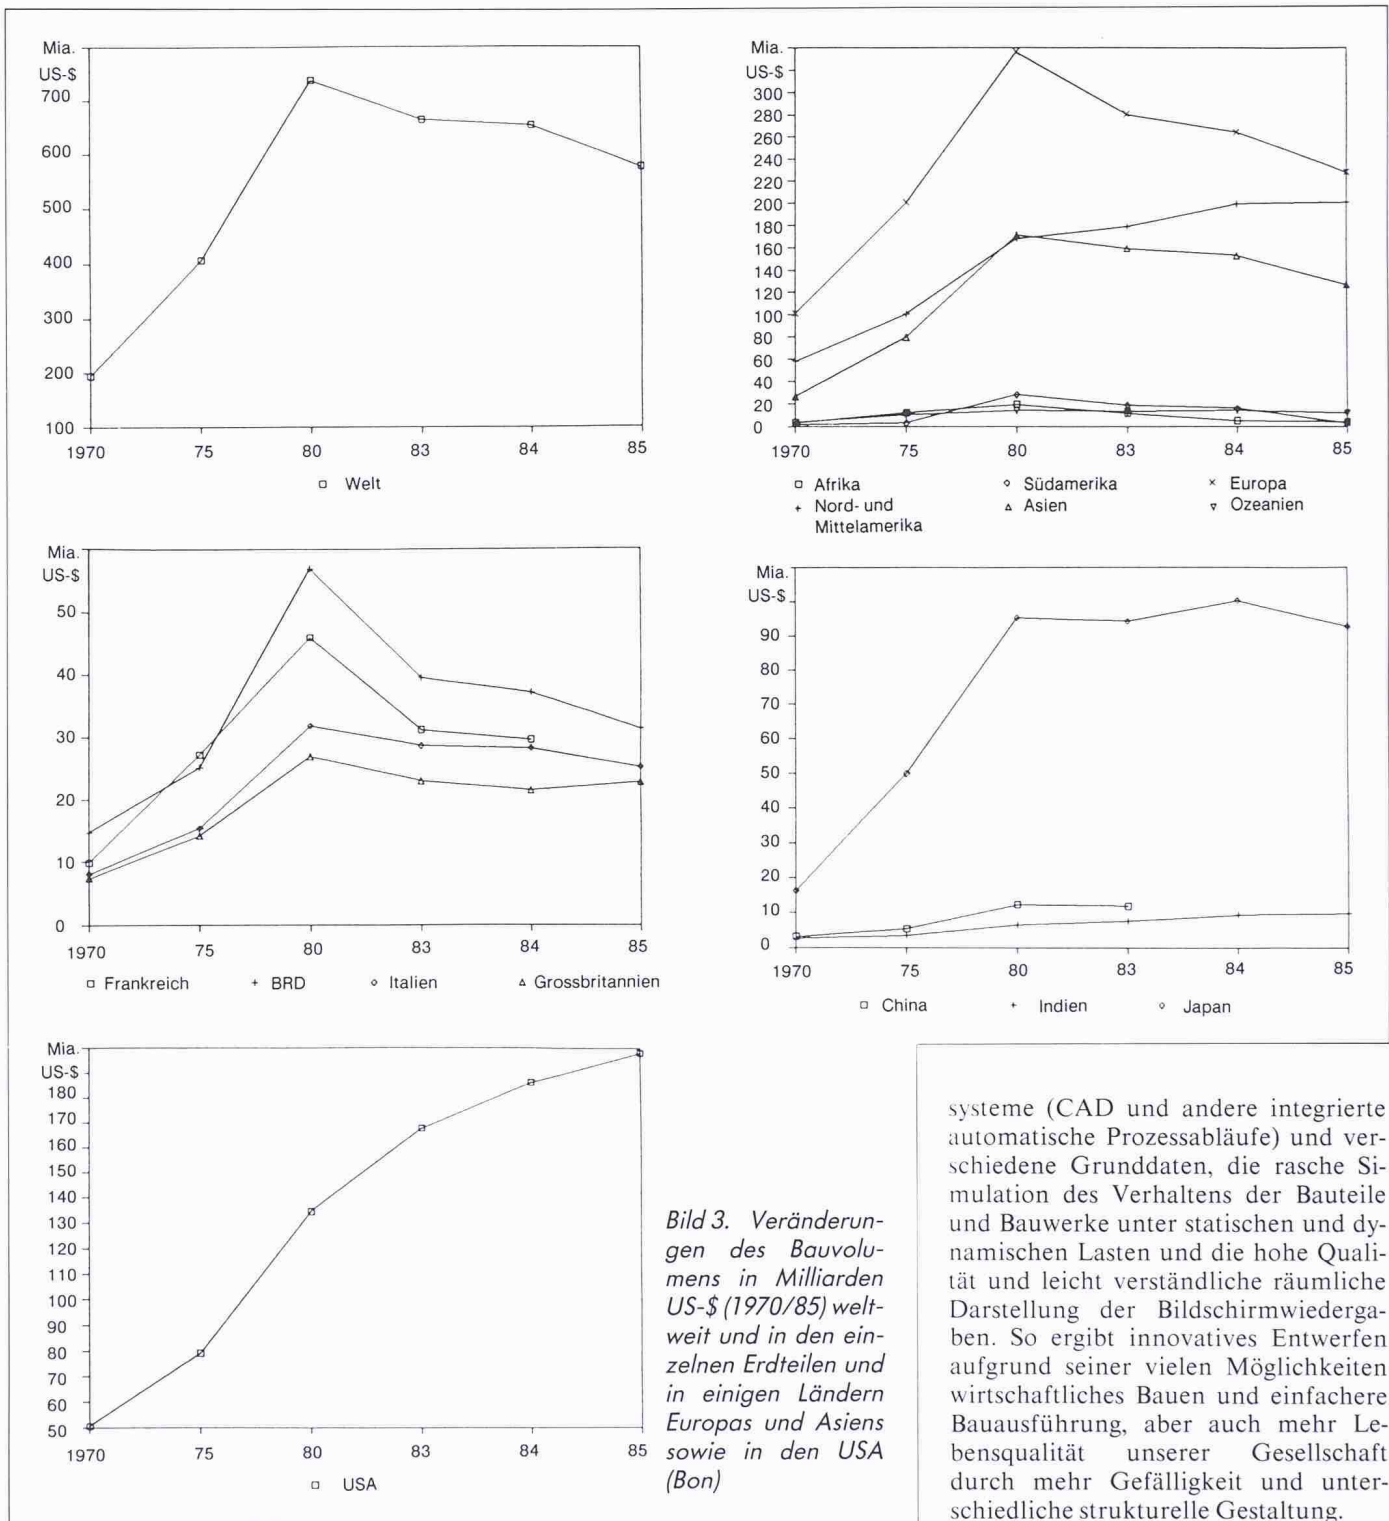 Mia.
US-$
700
600
500
400
300
200
100
1970 75 80 83 84 85
□ Welt
Mia.
US-$
300
280
260
240
220
200
180
160
140
120
100
80
60
40
20
0
1970 75 80 83 84 85
□ Afrika ◇ Südamerika × Europa
+ Nord- und △ Asien ▽ Ozeanien
Mittelamerika
Mia.
US-$
50
40
30
20
10
0
1970 75 80 83 84 85
□ Frankreich + BRD ◇ Italien △ Grossbritannien
Mia.
US-$
90
80
70
60
50
40
30
20
10
0
1970 75 80 83 84 85
□ China + Indien ◇ Japan
Mia.
US-$
180
170
160
150
140
130
120
110
100
90
80
70
60
50
1970 75 80 83 84 85
□ USA
Bild 3. Veränderun-
gen des Bauvolu-
mens in Milliarden
US-$ (1970/85) welt-
weit und in den ein-
zelnen Erdteilen und
in einigen Ländern
Europas und Asiens
sowie in den USA
(Bon)
systeme (CAD und andere integrierte
automatische Prozessabläufe) und ver-
schiedene Grunddaten, die rasche Si-
mulation des Verhaltens der Bauteile
und Bauwerke unter statischen und dy-
namischen Lasten und die hohe Quali-
tät und leicht verständliche räumliche
Darstellung der Bildschirmwiederga-
ben. So ergibt innovatives Entwerfen
aufgrund seiner vielen Möglichkeiten
wirtschaftliches Bauen und einfachere
Bauausführung, aber auch mehr Le-
bensqualität unserer Gesellschaft
durch mehr Gefälligkeit und unter-
schiedliche strukturelle Gestaltung.